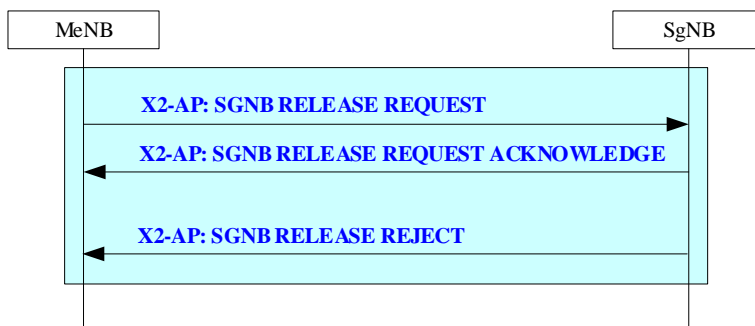 MeNB
SgNB
X2-AP: SGNB RELEASE REQUEST
X2-AP: SGNB RELEASE REQUEST ACKNOWLEDGE
X2-AP: SGNB RELEASE REJECT